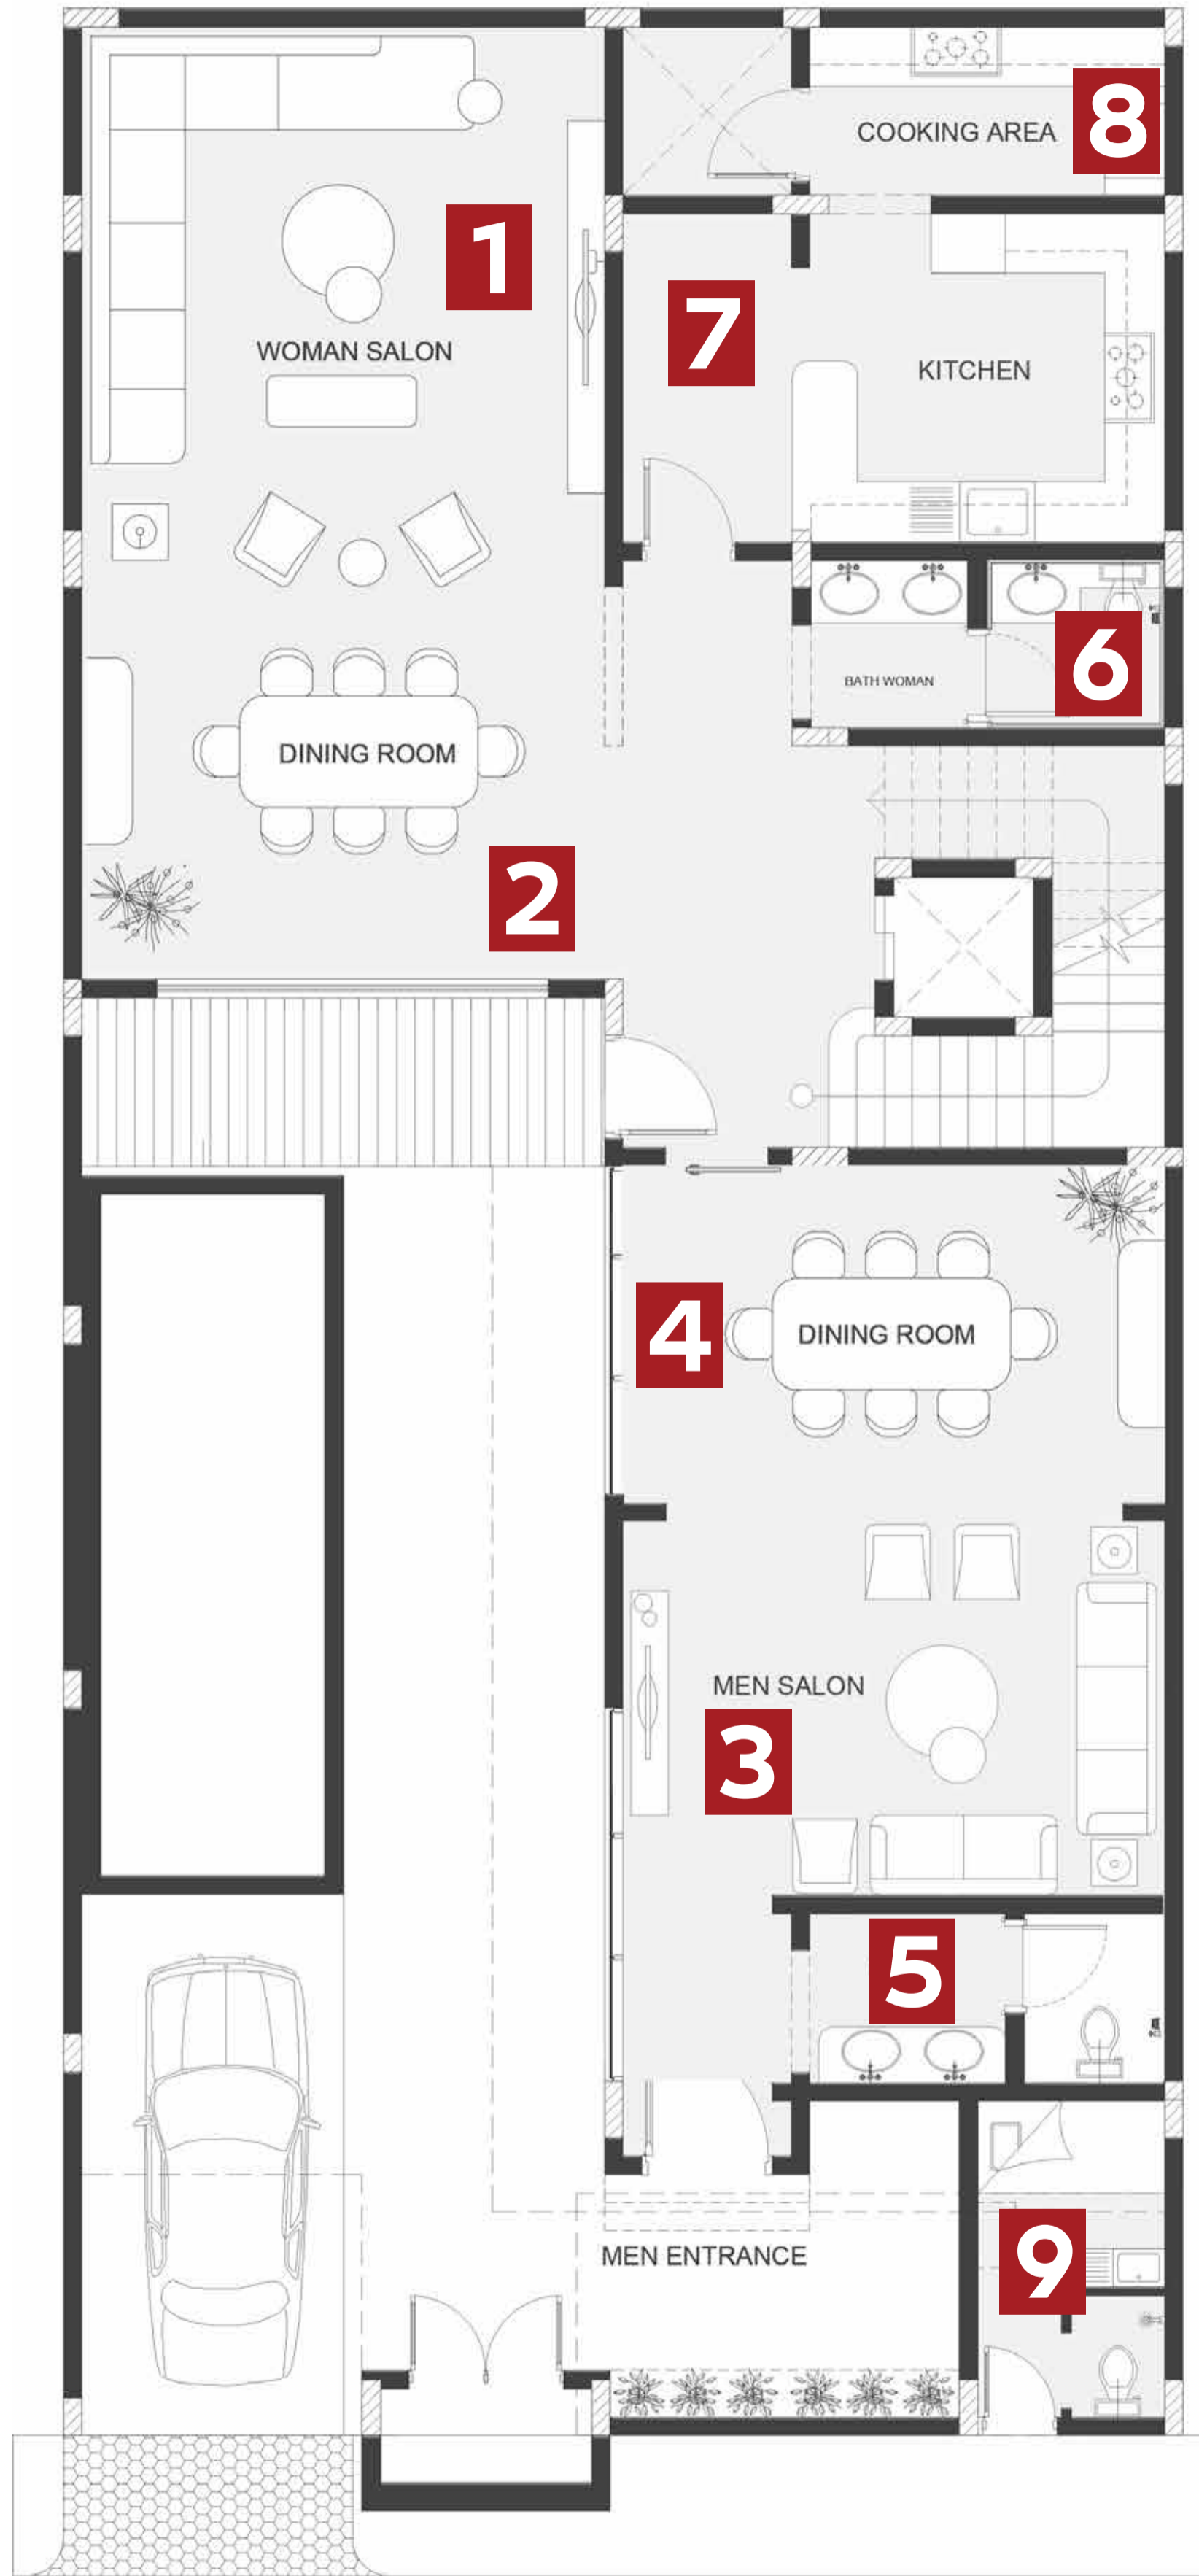 8
COOKING AREA
1
7
WOMAN SALON
KITCHEN
6
BATH WOMAN
DINING ROOM
2
4
DINING ROOM
MEN SALON
3
5
9
MEN ENTRANCE